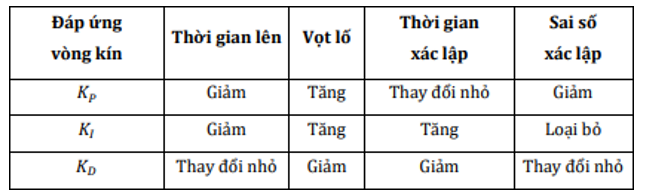 Đáp ứng vòng kín Thời gian lên Vọt lố Thời gian xác lập Sai số xác lập
K_P Giảm Tăng Thay đổi nhỏ Giảm
K_I Giảm Tăng Tăng Loại bỏ
K_D Thay đổi nhỏ Giảm Giảm Thay đổi nhỏ